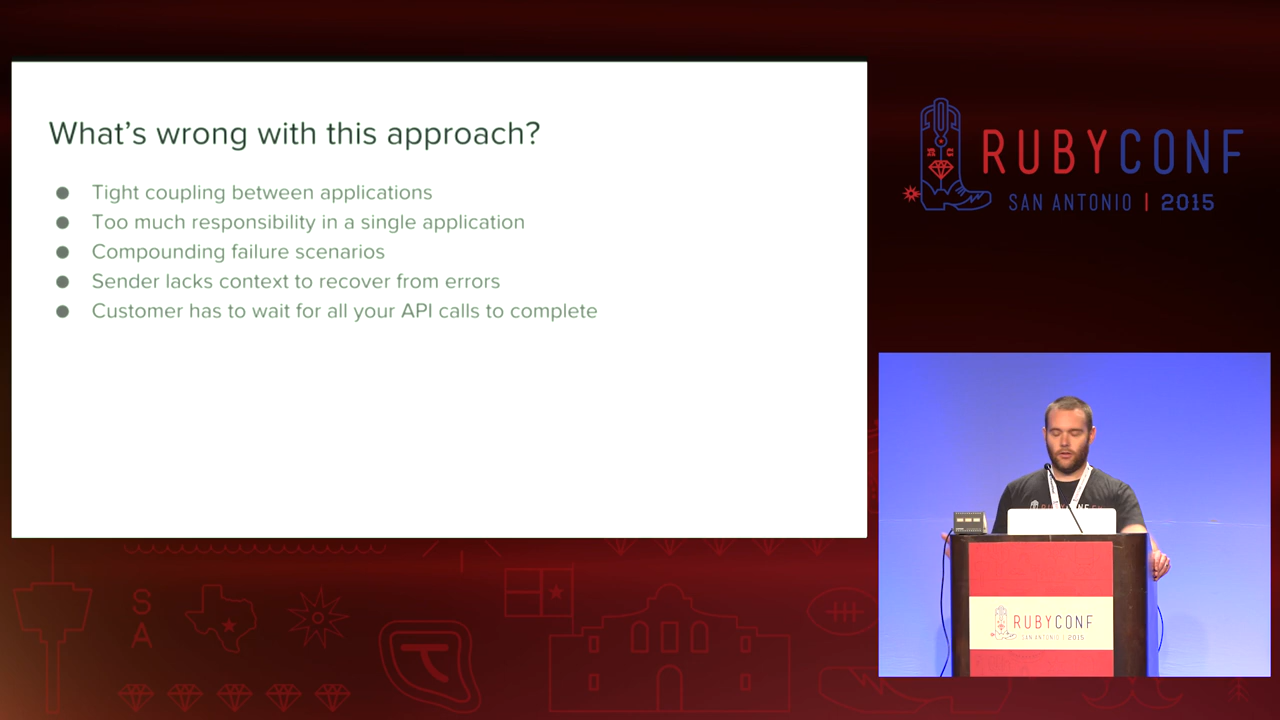 What's wrong with this approach?
● Tight coupling between applications
● Too much responsibility in a single application
● Compounding failure scenarios
● Sender lacks context to recover from errors
● Customer has to wait for all your API calls to complete
RUBYCONF
SAN ANTONIO | 2015
RUBYCONF
RUBYCONF
SAN ANTONIO | 2015
S
A